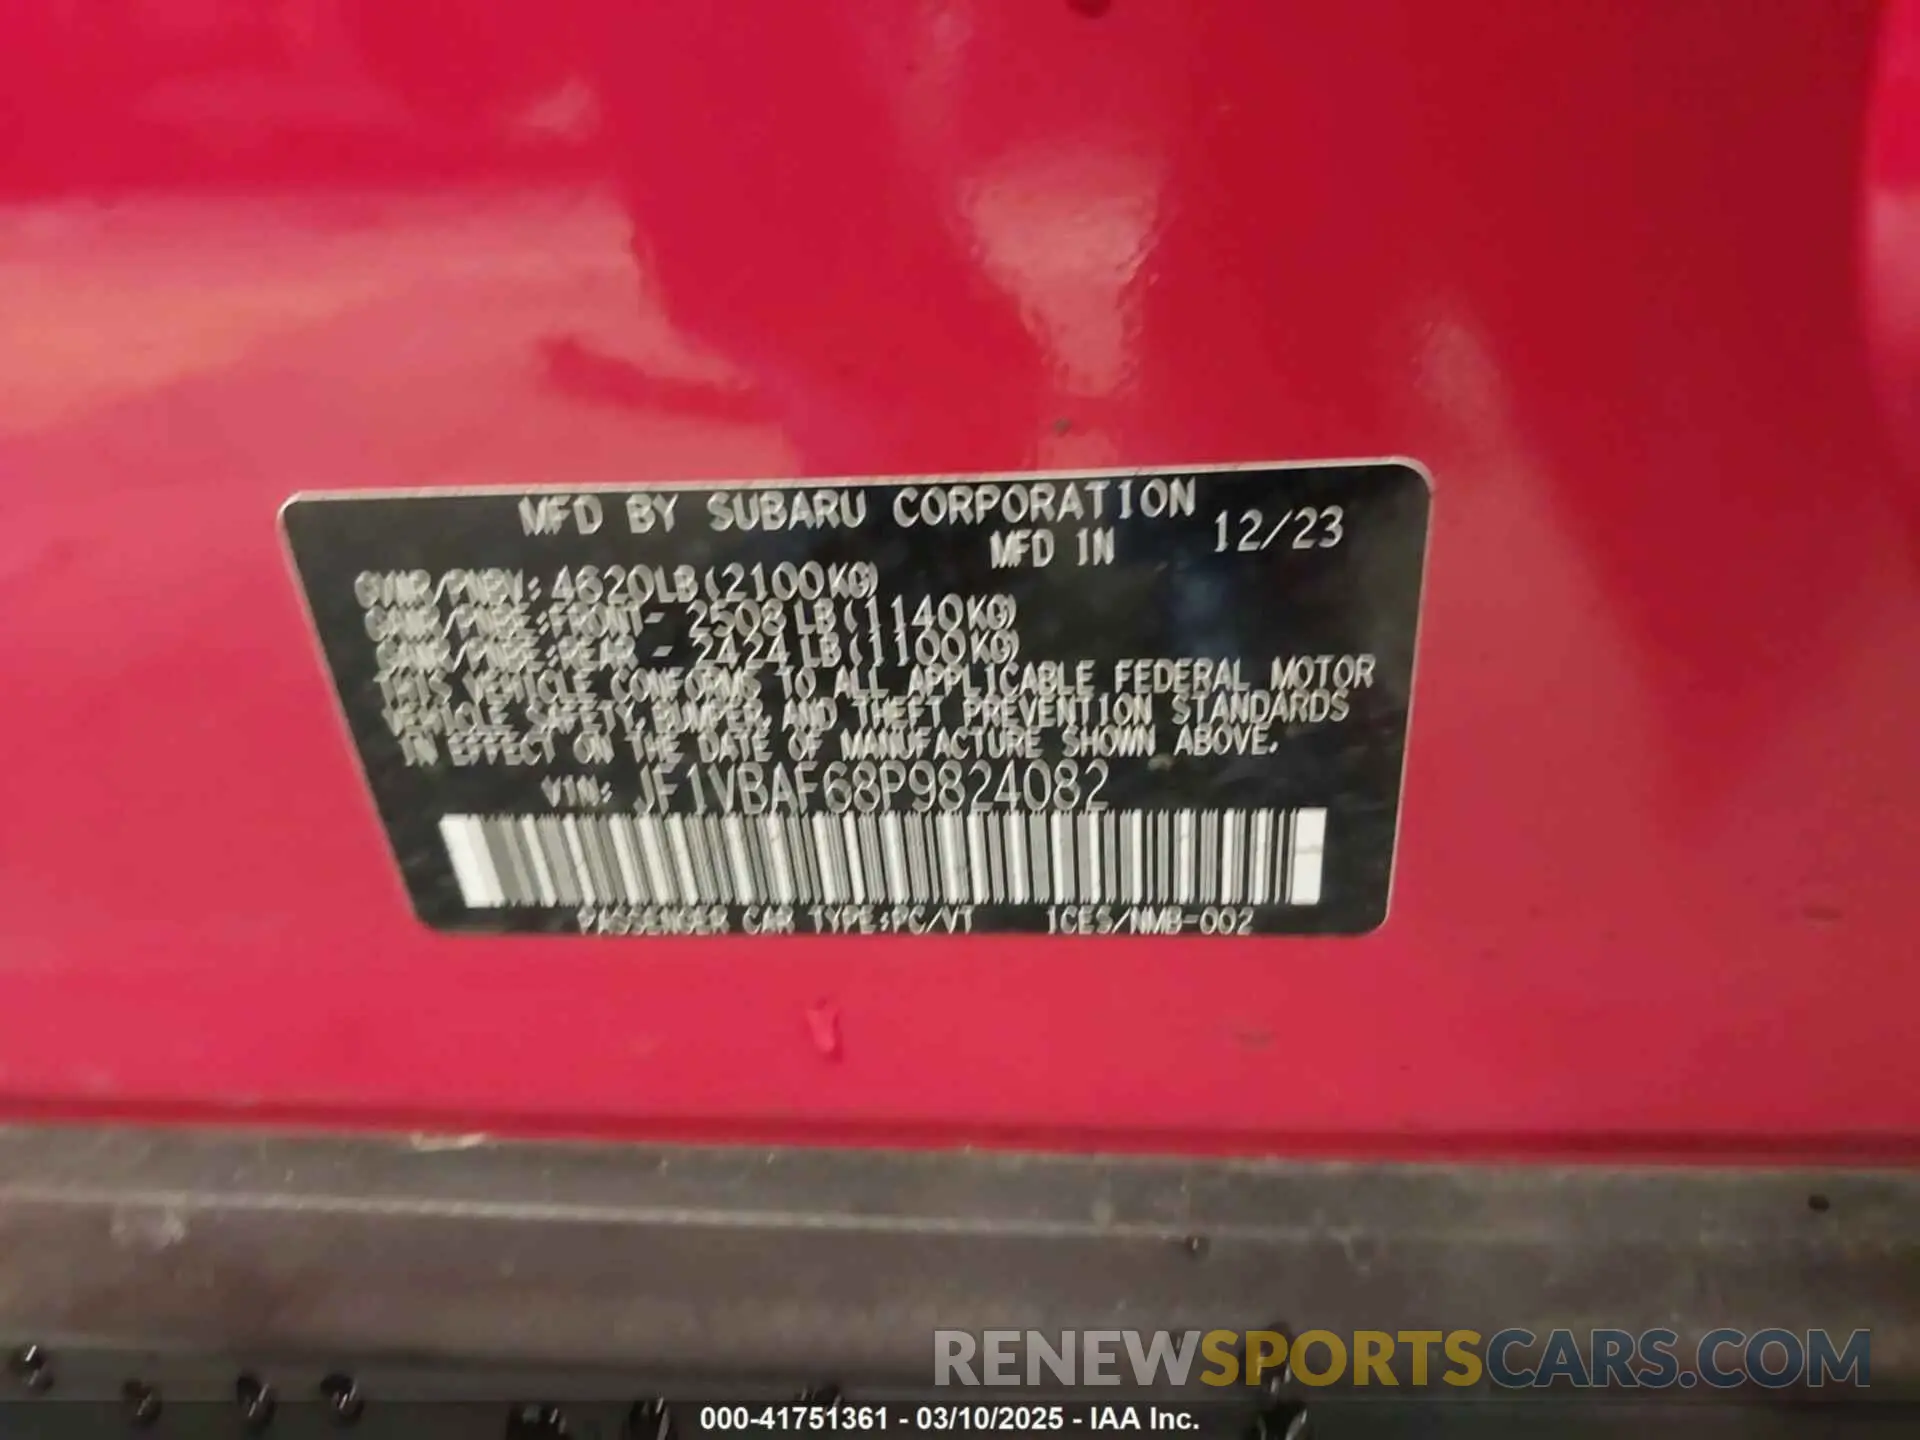 MFD BY SUBARU CORPORATION
MFD IN 12/23
GVWR/PNBV: 4620LB(2100KG)
GAWR/PNBE:FRONT- 2508LB(1140KG)
GAWR/PNBE:REAR - 2424LB(1100KG)
THIS VEHICLE CONFORMS TO ALL APPLICABLE FEDERAL MOTOR
VEHICLE SAFETY, BUMPER, AND THEFT PREVENTION STANDARDS
IN EFFECT ON THE DATE OF MANUFACTURE SHOWN ABOVE.
VIN: JF1VBAF68P9824082
PASSENGER CAR TYPE:PC/VT ICES/NMB-002
RENEWSPORTSCARS.COM
000-41751361 - 03/10/2025 - IAA Inc.